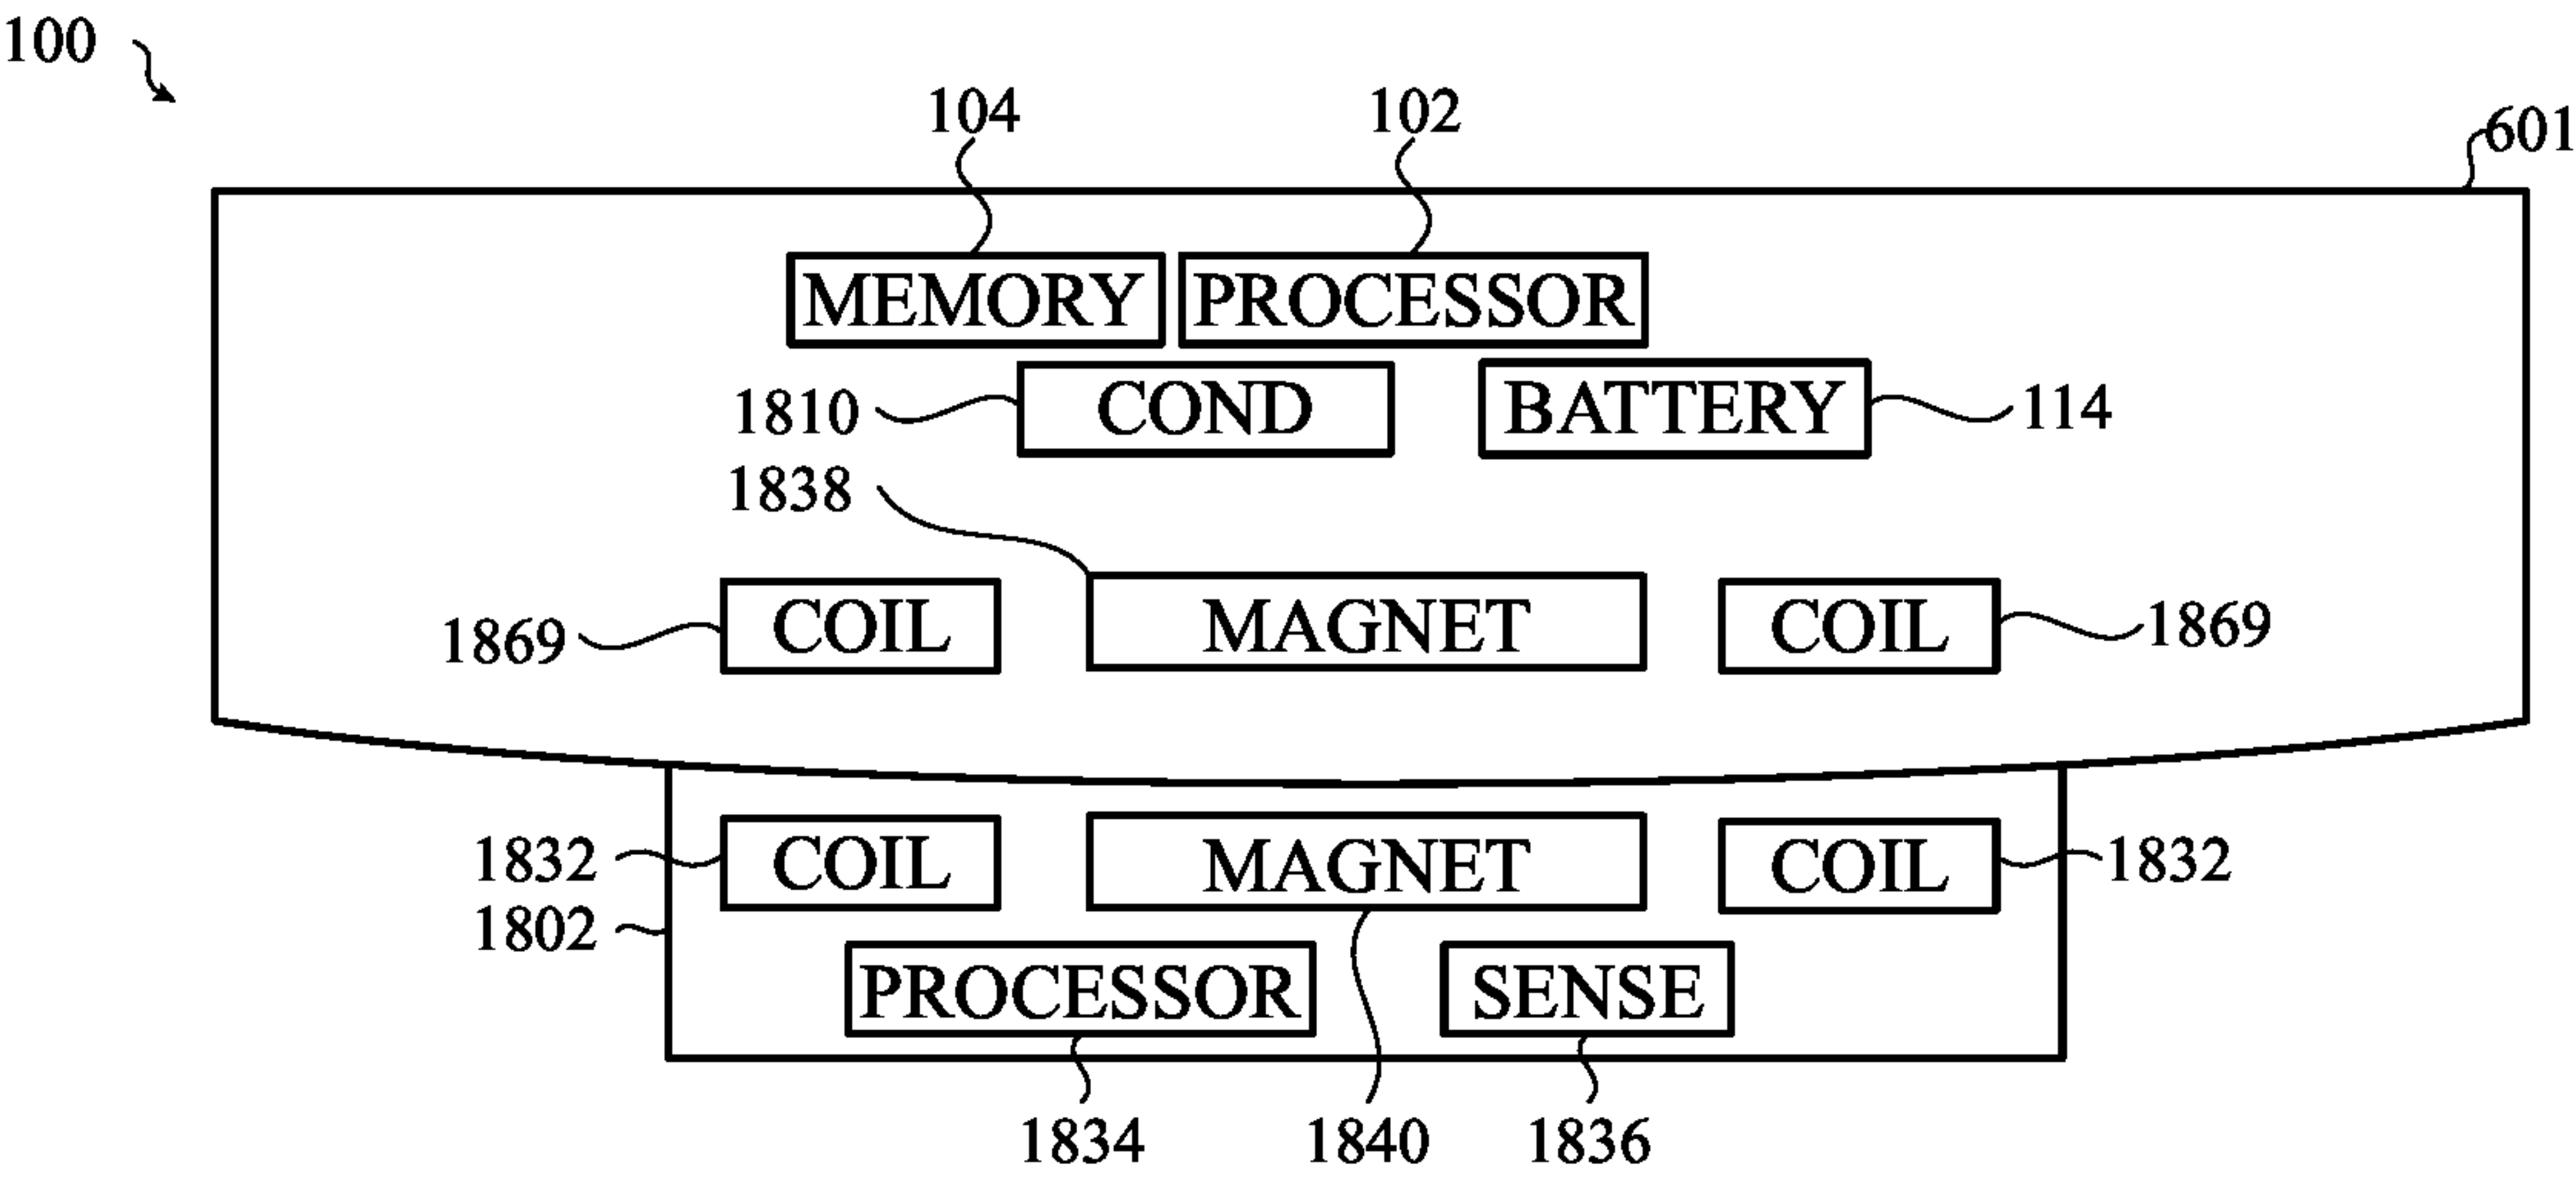 100
104 102
601
MEMORY PROCESSOR
1810 COND BATTERY 114
1838
1869 COIL MAGNET COIL 1869
1832 COIL MAGNET COIL 1832
1802
PROCESSOR SENSE
1834 1840 1836